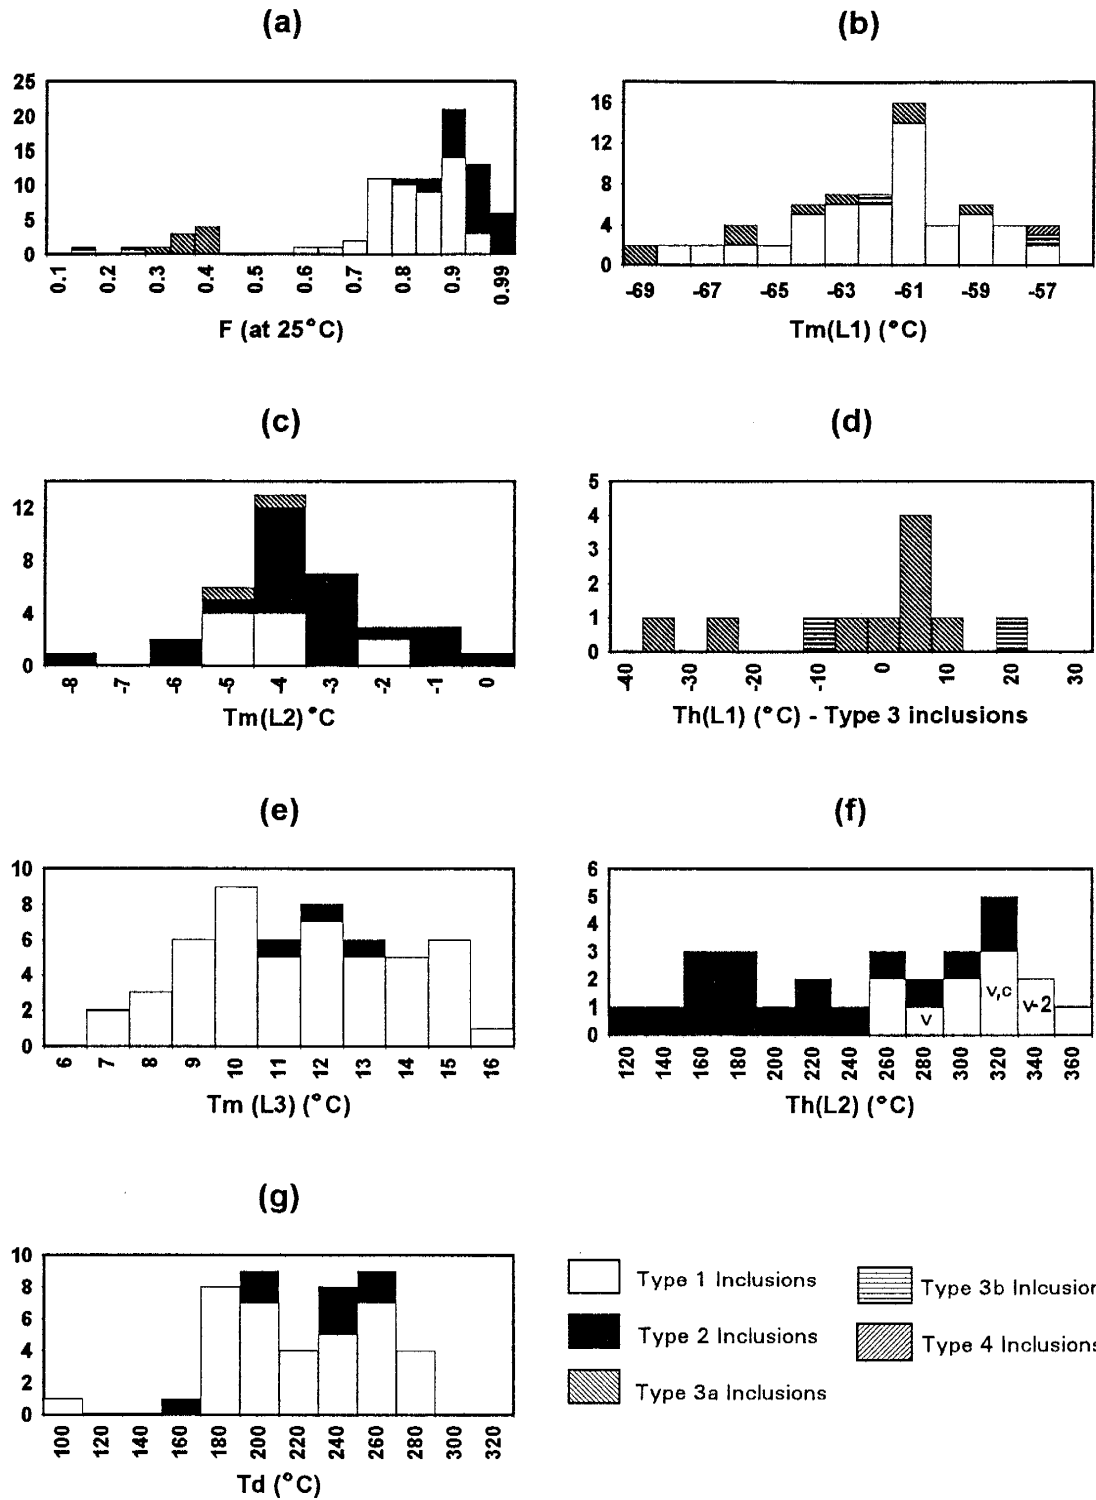 (a)
25
20
15
10
5
0
0.1 0.2 0.3 0.4 0.5 0.6 0.7 0.8 0.9 0.99
F (at 25°C)
(b)
16
12
8
4
0
-69 -67 -65 -63 -61 -59 -57
Tm(L1) (°C)
(c)
12
8
4
0
-8 -7 -6 -5 -4 -3 -2 -1 0
Tm(L2)°C
(d)
5
4
3
2
1
0
-40 -30 -20 -10 0 10 20 30
Th(L1) (°C) - Type 3 inclusions
(e)
10
8
6
4
2
0
6 7 8 9 10 11 12 13 14 15 16
Tm (L3) (°C)
(f)
6
5
4
3
2
1
0
v
v,c
v-2
120 140 160 180 200 220 240 260 280 300 320 340 360
Th(L2) (°C)
(g)
10
8
6
4
2
0
100 120 140 160 180 200 220 240 260 280 300 320
Td (°C)
Type 1 Inclusions
Type 2 Inclusions
Type 3a Inclusions
Type 3b Inlcusion
Type 4 Inclusions